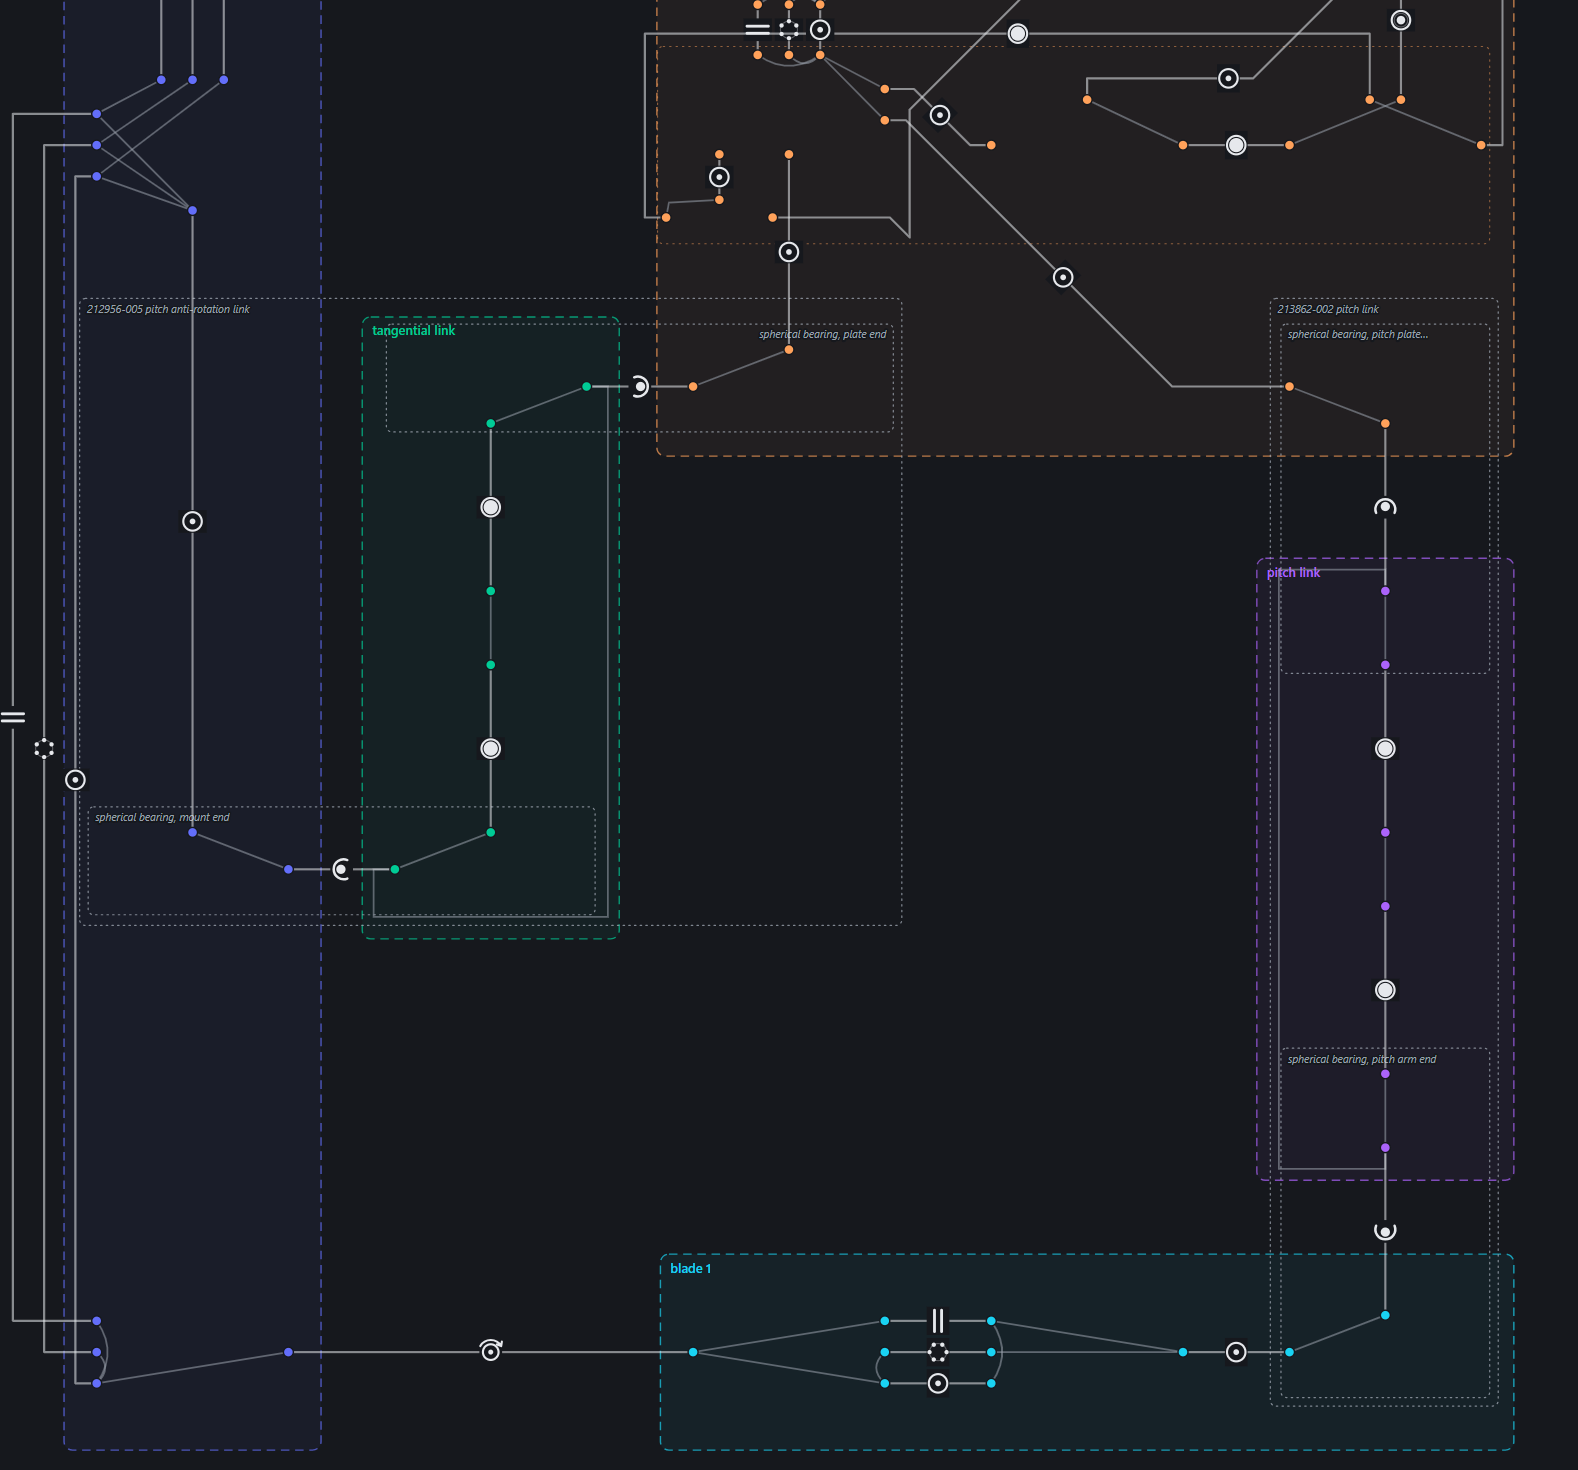 212956-005 pitch anti-rotation link
213862-002 pitch link
tangential link
spherical bearing, plate end
spherical bearing, pitch plate...
pitch link
spherical bearing, mount end
spherical bearing, pitch arm end
blade 1